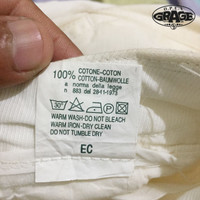 GRAGE
100% COTONE-COTON
COTTON-BAUMWOLLE
a norma della legge
n 883 del 26-11-1973
30°
WARM WASH-DO NOT BLEACH
WARM IRON-DRY CLEAN
DO NOT TUMBLE DRY
EC